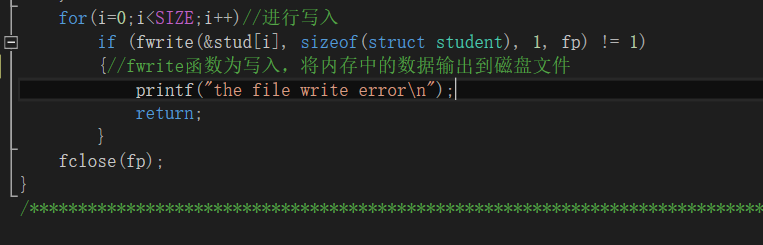 for(i=0;i<SIZE;i++)//进行写入
if (fwrite(&stud[i], sizeof(struct student), 1, fp) != 1)
{//fwrite函数为写入，将内存中的数据输出到磁盘文件
printf("the file write error\n");
return;
}
fclose(fp);
}
/*******************************************************************************